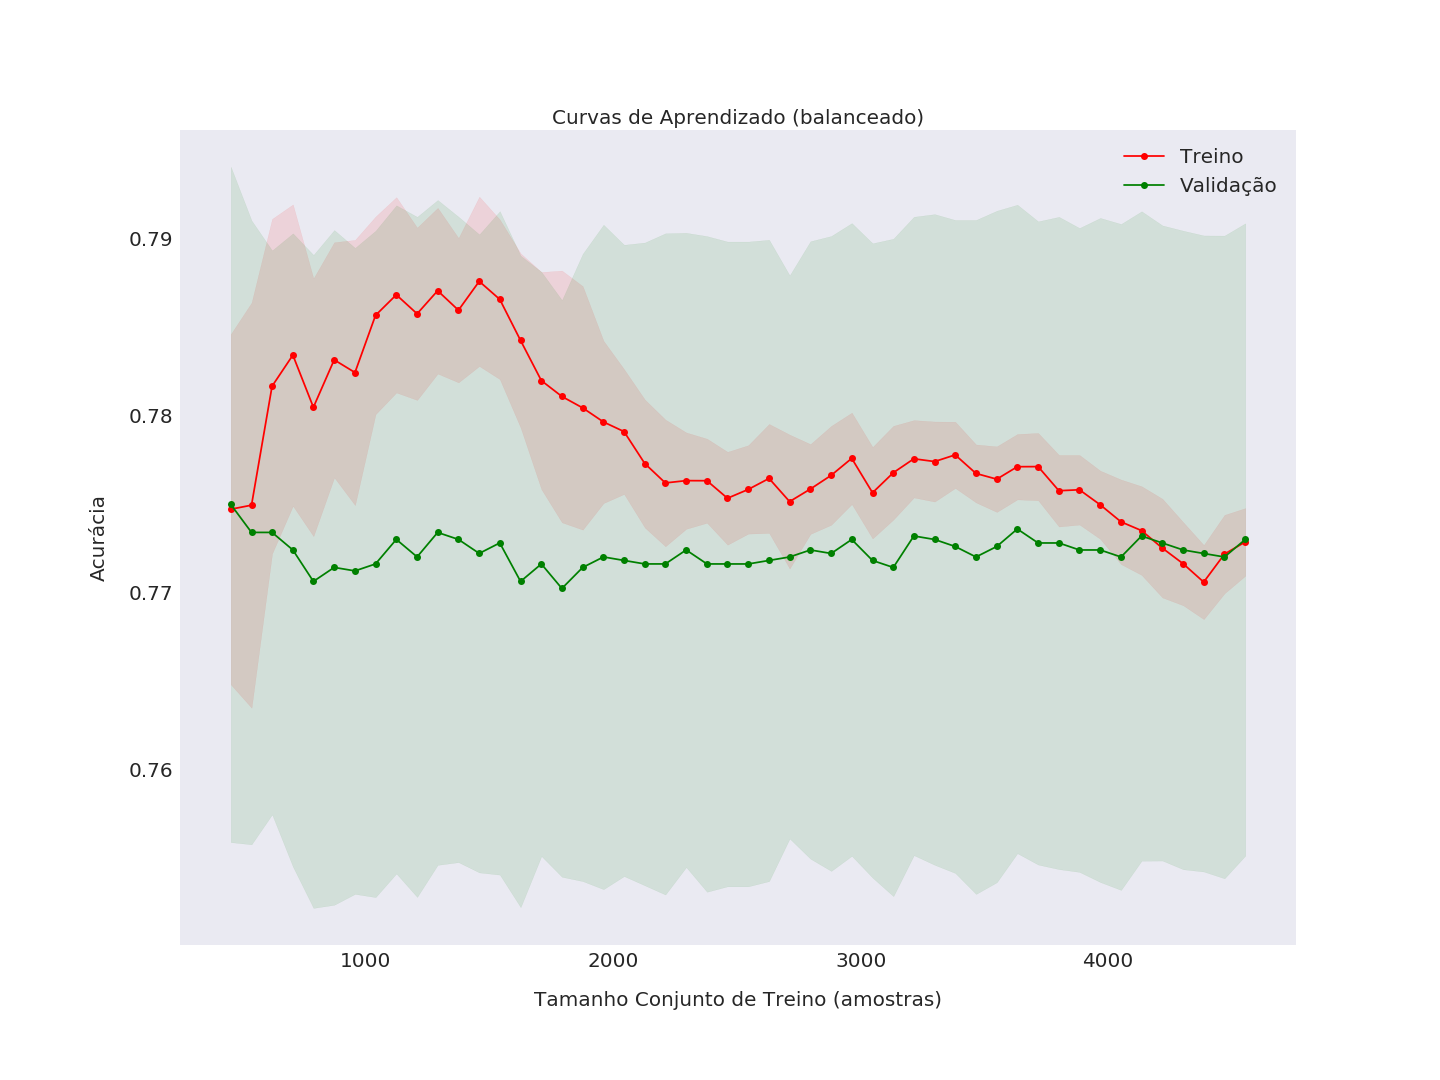 Curvas de Aprendizado (balanceado)
Treino
Validação
0.79
0.78
0.77
0.76
Acurácia
1000 2000 3000 4000
Tamanho Conjunto de Treino (amostras)